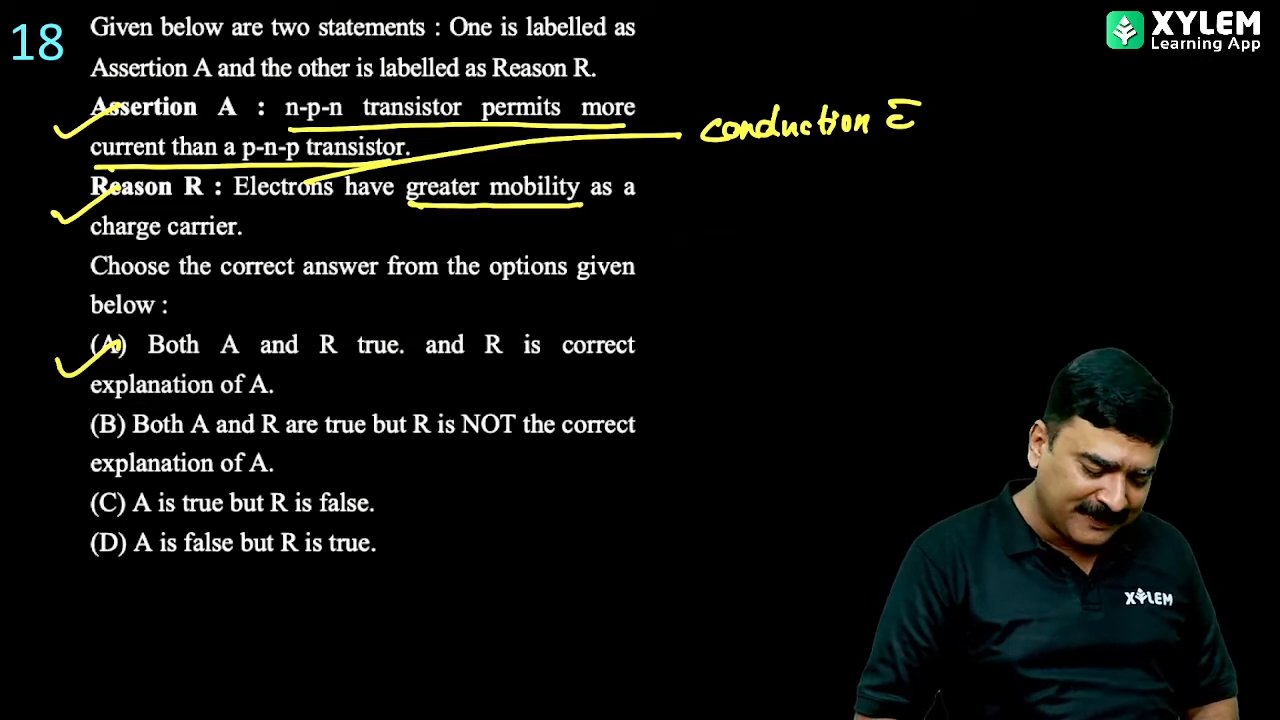 18
Given below are two statements : One is labelled as
Assertion A and the other is labelled as Reason R.
Assertion A : n-p-n transistor permits more
current than a p-n-p transistor.
Reason R : Electrons have greater mobility as a
charge carrier.
Choose the correct answer from the options given
below :
(A) Both A and R true. and R is correct
explanation of A.
(B) Both A and R are true but R is NOT the correct
explanation of A.
(C) A is true but R is false.
(D) A is false but R is true.
conduction e̅
XYLEM
Learning App
XYLEM